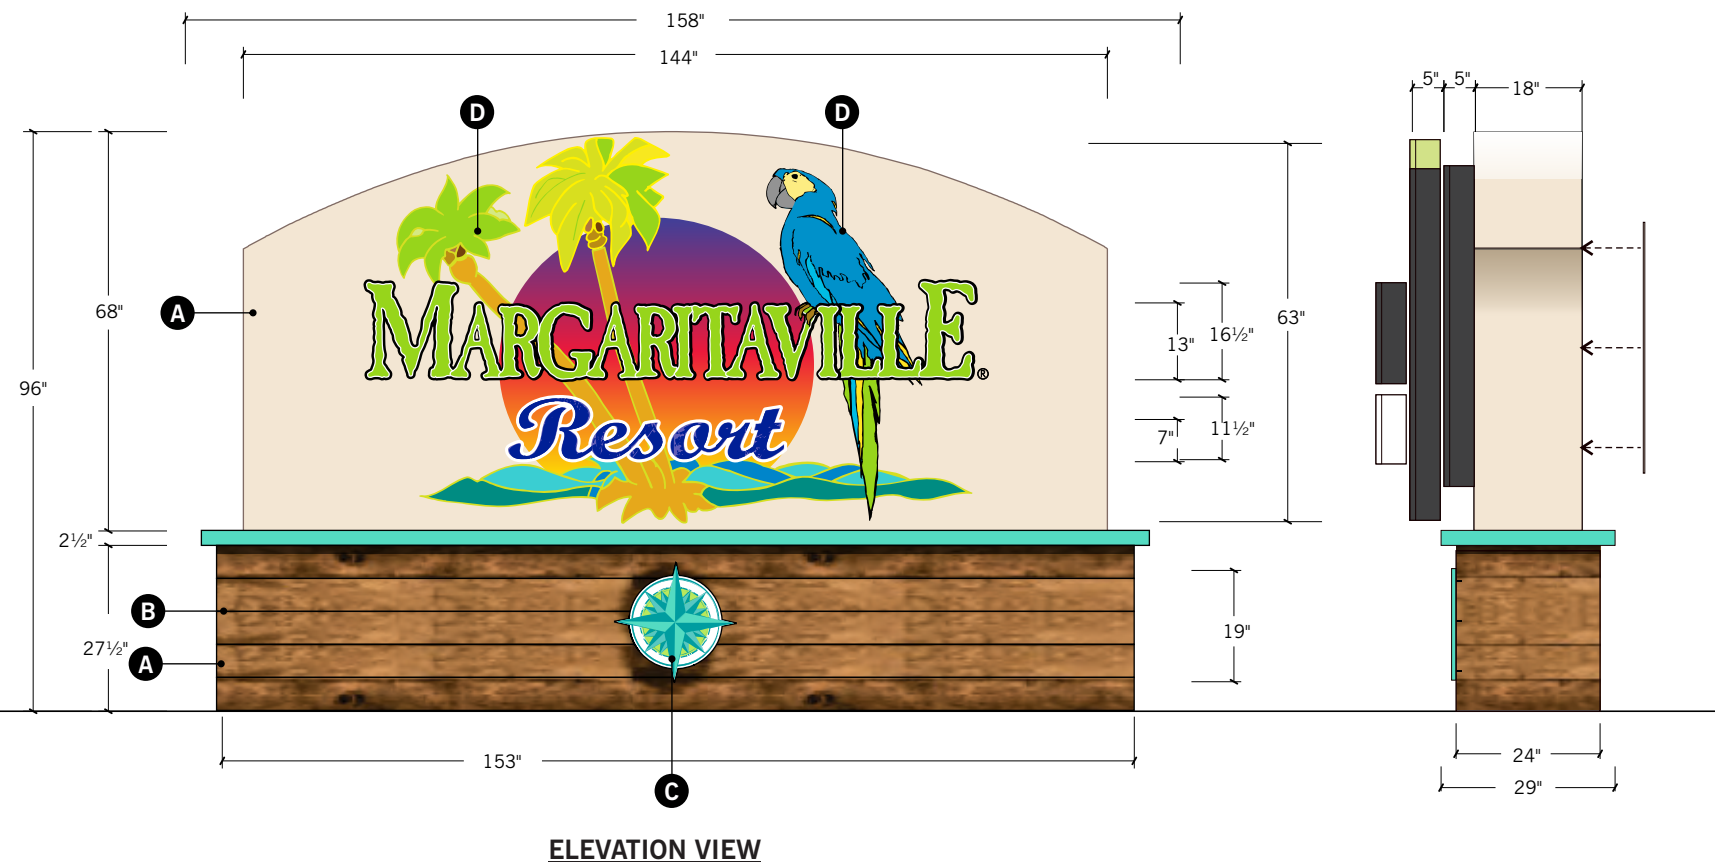 158"
144"
5" 5" 18"
D D
A
68"
96"
MARGARITAVILLE®
Resort
13" 16½"
63"
7" 11½"
2½"
B
27½"
A
19"
153"
C
24"
29"
ELEVATION VIEW